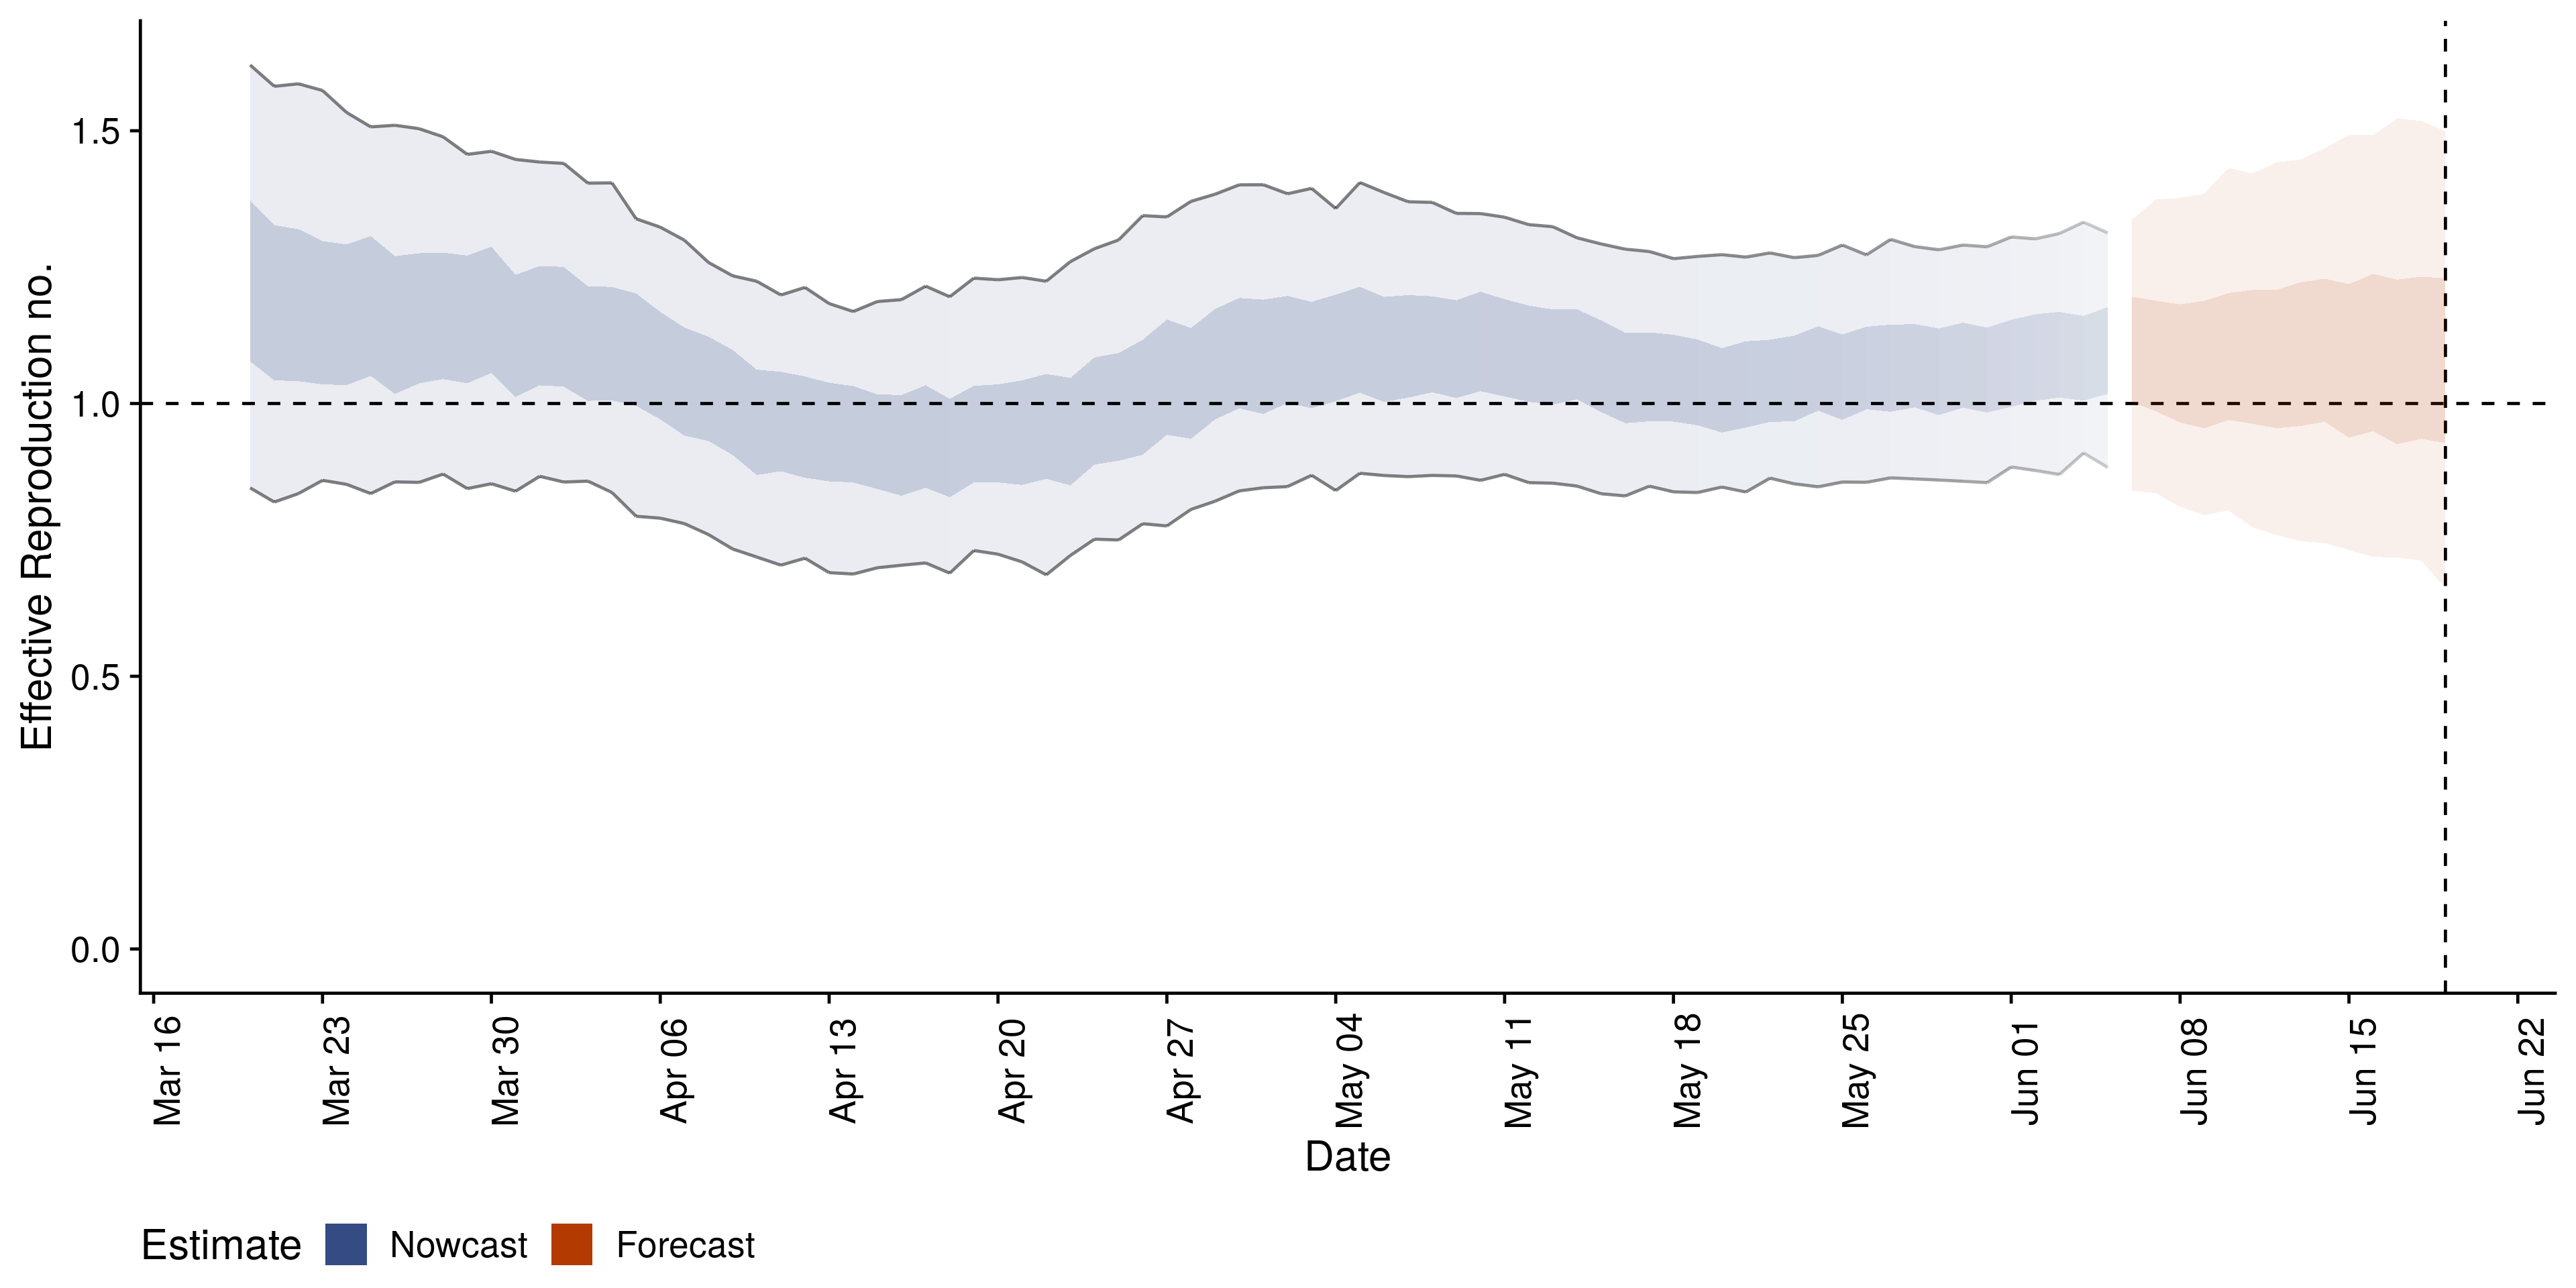 Effective Reproduction no.
1.5
1.0
0.5
0.0
Mar 16
Mar 23
Mar 30
Apr 06
Apr 13
Apr 20
Apr 27
May 04
May 11
May 18
May 25
Jun 01
Jun 08
Jun 15
Jun 22
Date
Estimate Nowcast Forecast